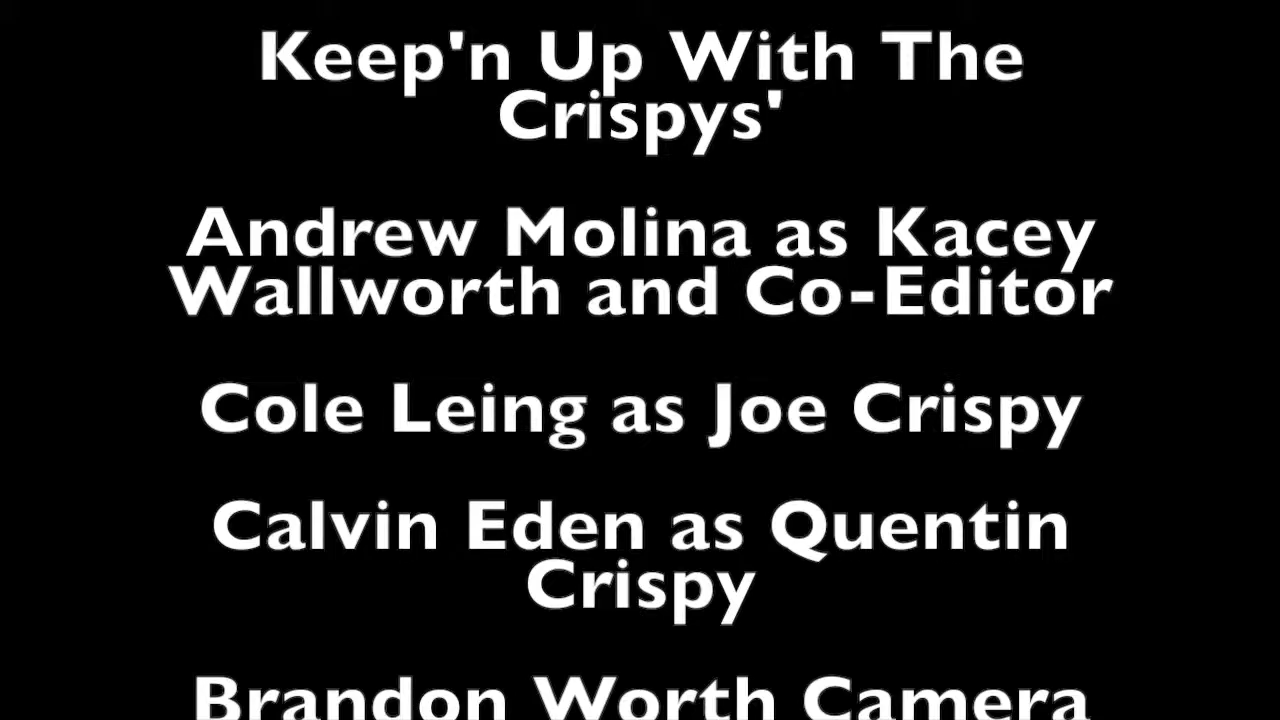 Keep'n Up With The
Crispys'
Andrew Molina as Kacey
Wallworth and Co-Editor
Cole Leing as Joe Crispy
Calvin Eden as Quentin
Crispy
Brandon Worth Camera